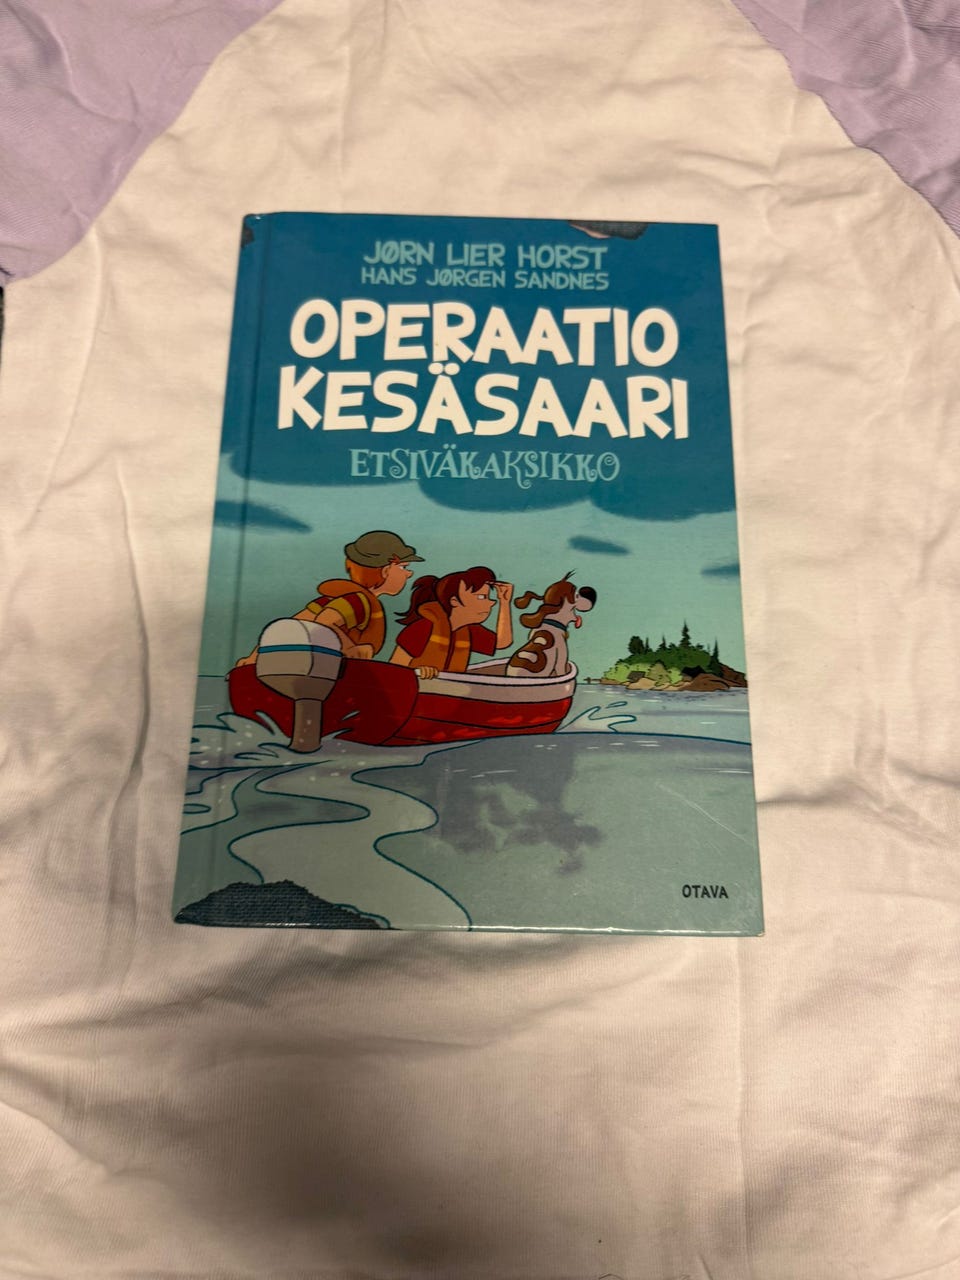 JØRN LIER HORST
HANS JØRGEN SANDNES
OPERAATIO
KESÄSAARI
ETSIVÄKAKSIKKO
OTAVA